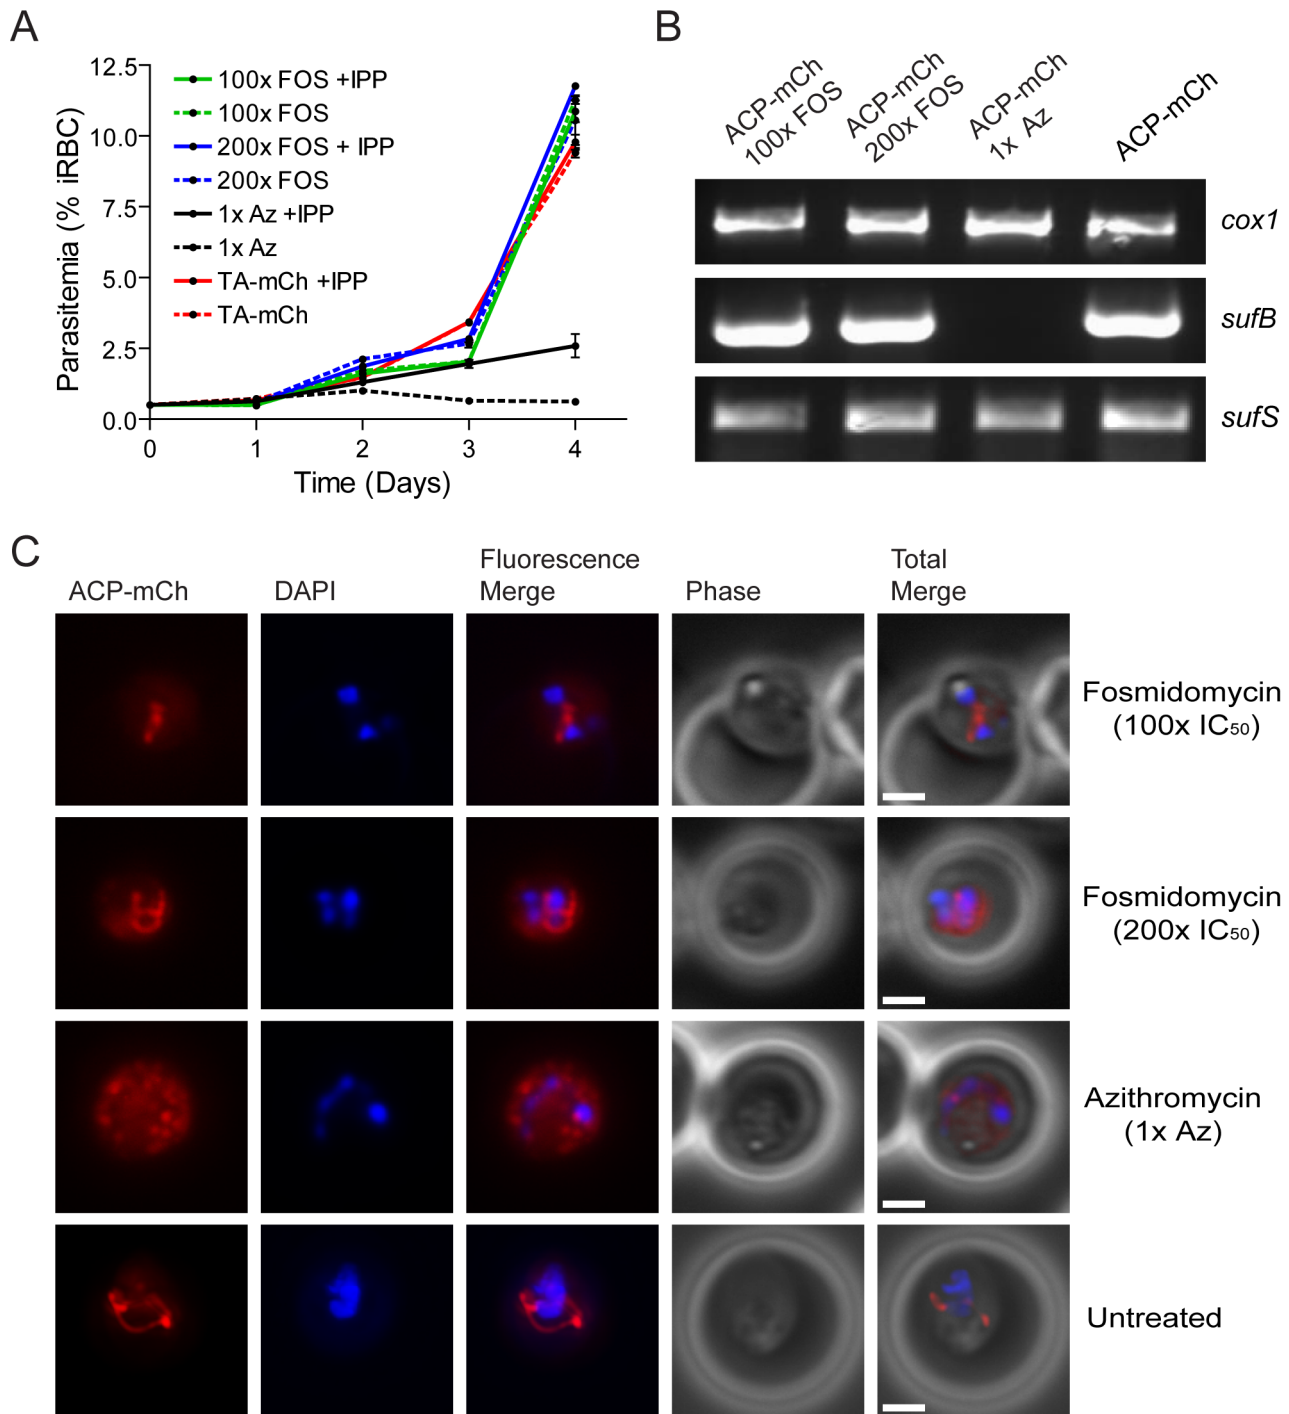 A
12.5
10.0
7.5
5.0
2.5
0.0
Parasitemia (% iRBC)
100x FOS +IPP
100x FOS
200x FOS + IPP
200x FOS
1x Az +IPP
1x Az
TA-mCh +IPP
TA-mCh
0
1
2
3
4
Time (Days)
B
ACP-mCh
100x FOS
ACP-mCh
200x FOS
ACP-mCh
1x Az
ACP-mCh
cox1
sufB
sufS
C
ACP-mCh
DAPI
Fluorescence
Merge
Phase
Total
Merge
Fosmidomycin
(100x IC₅₀)
Fosmidomycin
(200x IC₅₀)
Azithromycin
(1x Az)
Untreated